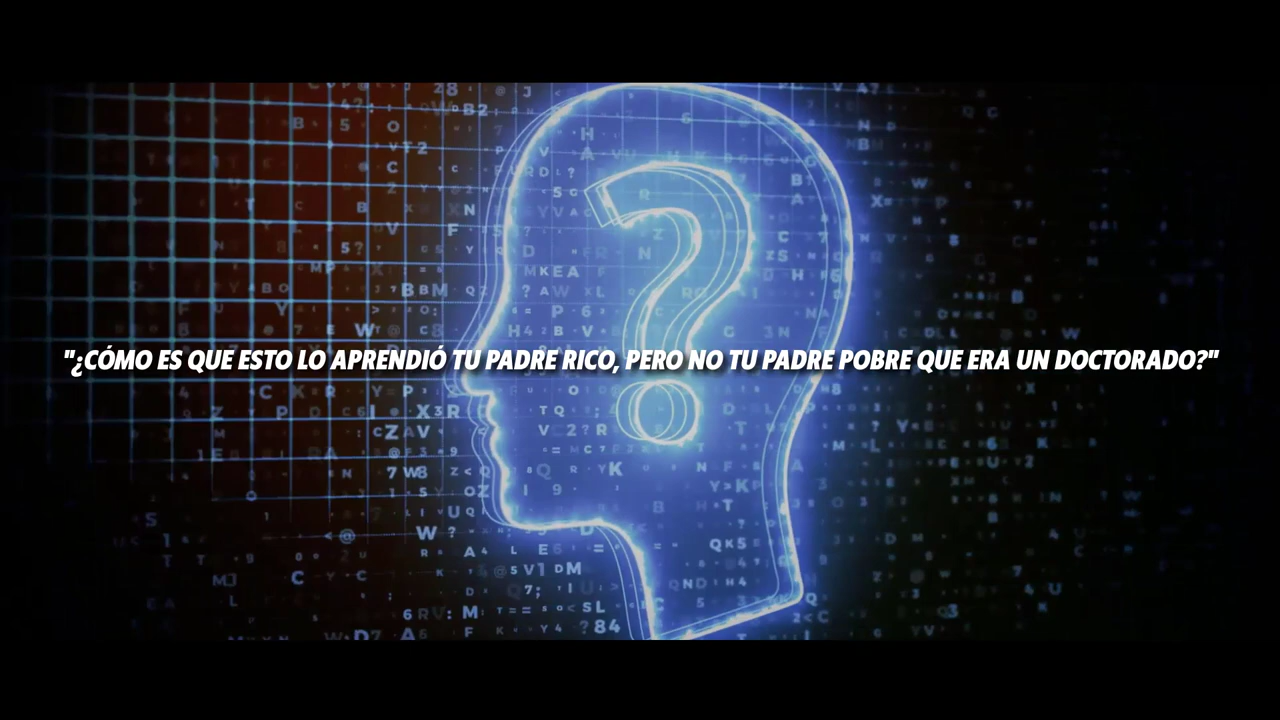 "¿CÓMO ES QUE ESTO LO APRENDIÓ TU PADRE RICO, PERO NO TU PADRE POBRE QUE ERA UN DOCTORADO?"